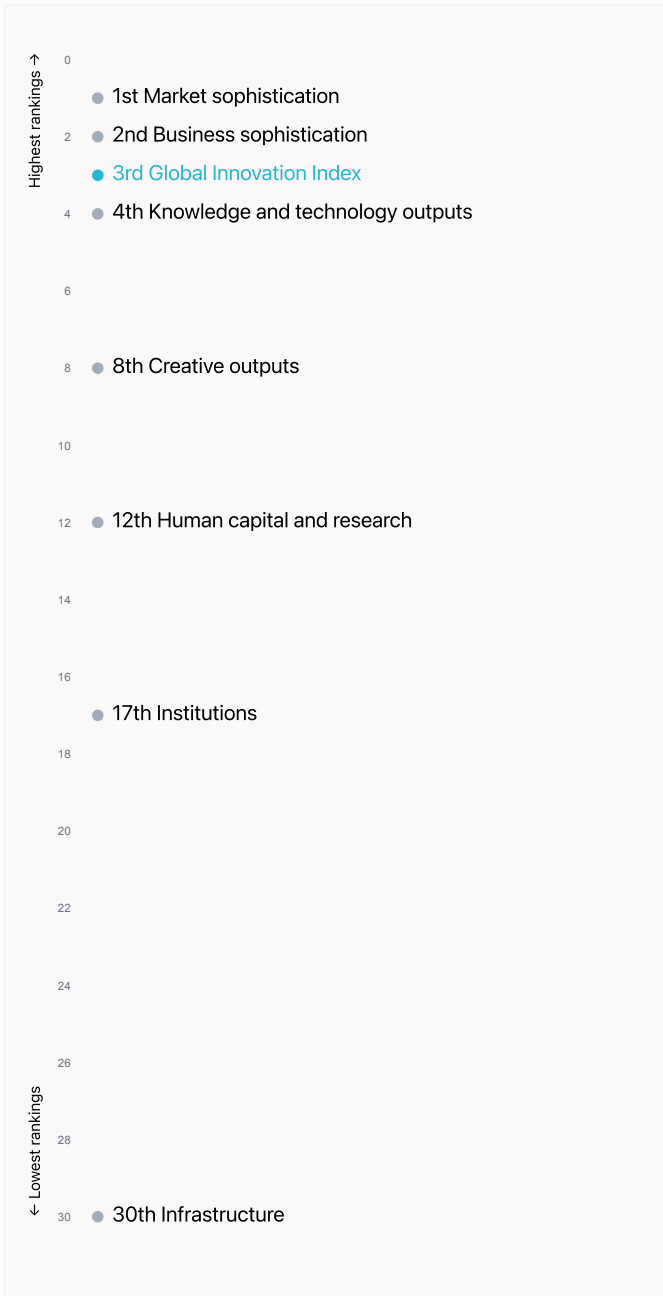 Highest rankings →
0
1st Market sophistication
2
2nd Business sophistication
3rd Global Innovation Index
4
4th Knowledge and technology outputs
6
8
8th Creative outputs
10
12
12th Human capital and research
14
16
17th Institutions
18
20
22
24
26
← Lowest rankings
28
30
30th Infrastructure